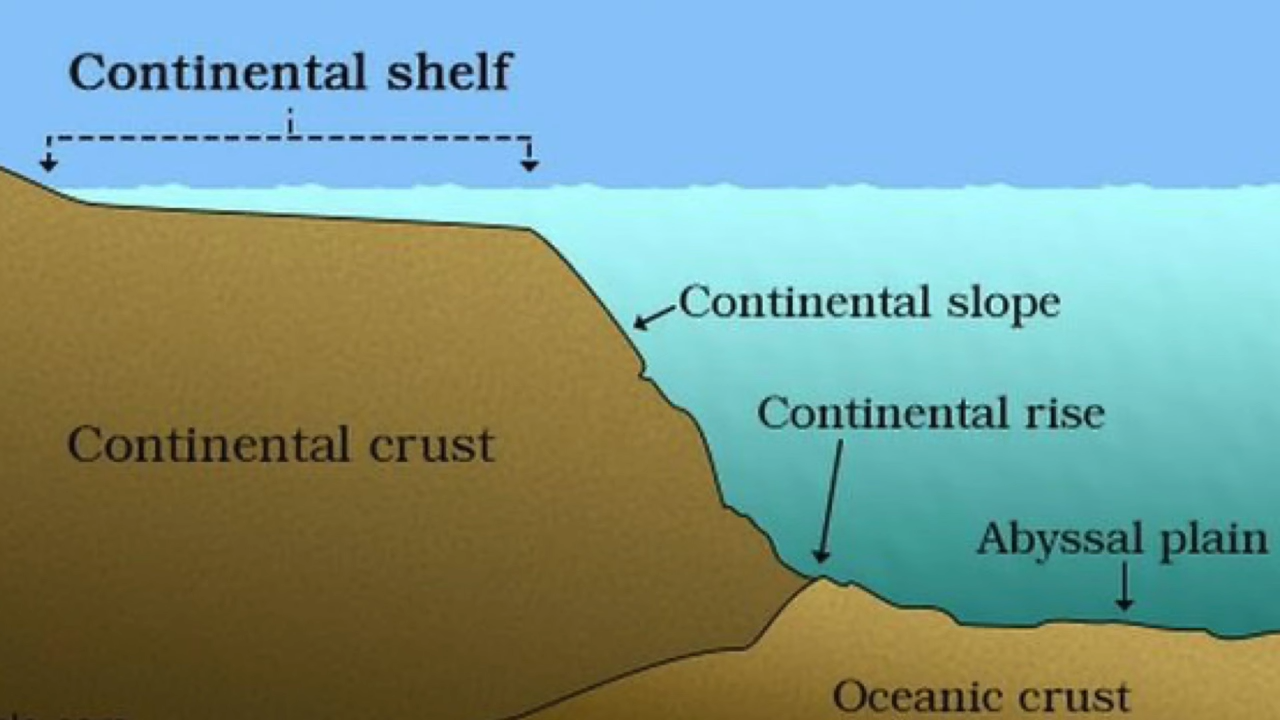 Continental shelf
Continental slope
Continental rise
Continental crust
Abyssal plain
Oceanic crust